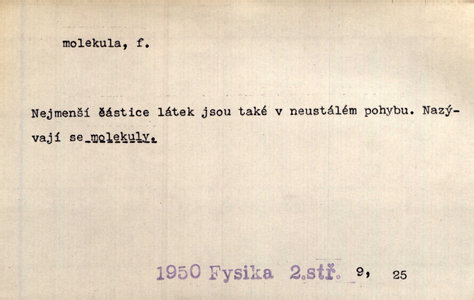 molekula, f.
Nejmenší částice látek jsou také v neustálém pohybu. Nazý-
vají se molekuly.
1950 Fysika 2.stř. 9, 25